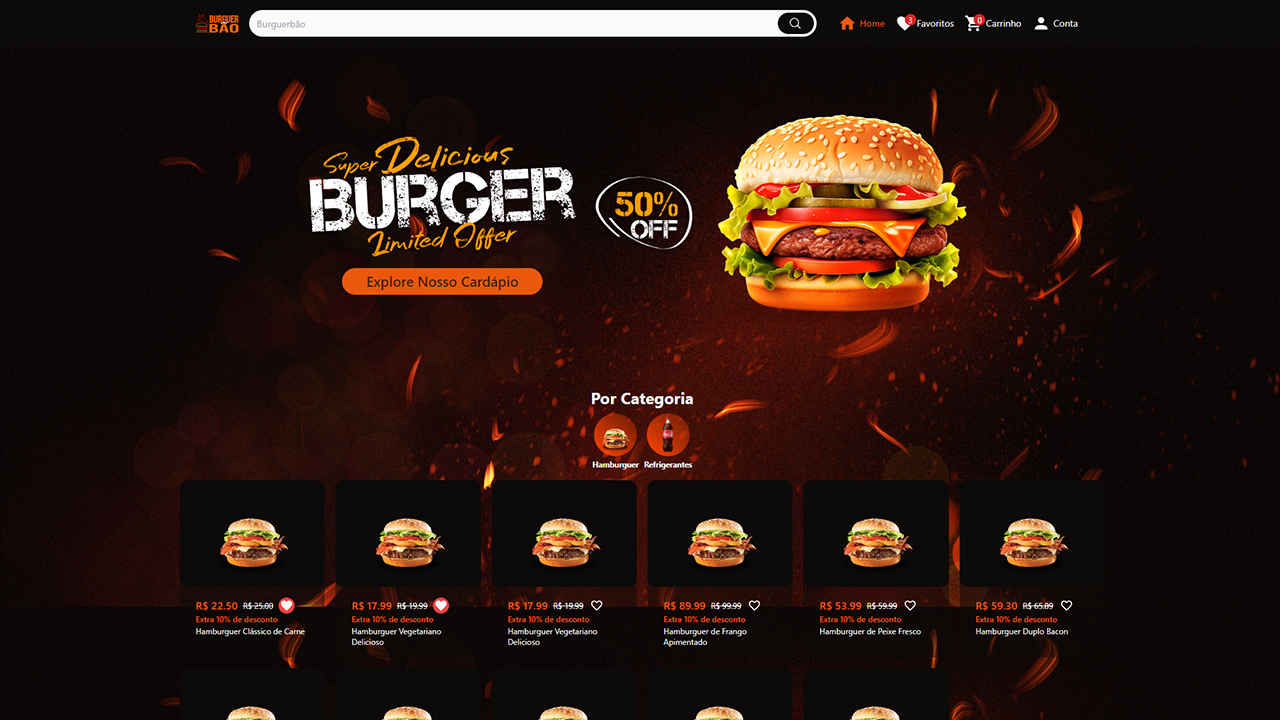 BURGUER
BÃO
Burguerbão
Home
3
Favoritos
0
Carrinho
Conta
Super Delicious
BURGER
Limited Offer
50%
OFF
Explore Nosso Cardápio
Por Categoria
Hamburguer
Refrigerantes
R$ 22.50 R$ 25.00
Extra 10% de desconto
Hamburguer Clássico de Carne
R$ 17.99 R$ 19.99
Extra 10% de desconto
Hamburguer Vegetariano
Delicioso
R$ 17.99 R$ 19.99
Extra 10% de desconto
Hamburguer Vegetariano
Delicioso
R$ 89.99 R$ 99.99
Extra 10% de desconto
Hamburguer de Frango
Apimentado
R$ 53.99 R$ 59.99
Extra 10% de desconto
Hamburguer de Peixe Fresco
R$ 59.30 R$ 65.89
Extra 10% de desconto
Hamburguer Duplo Bacon